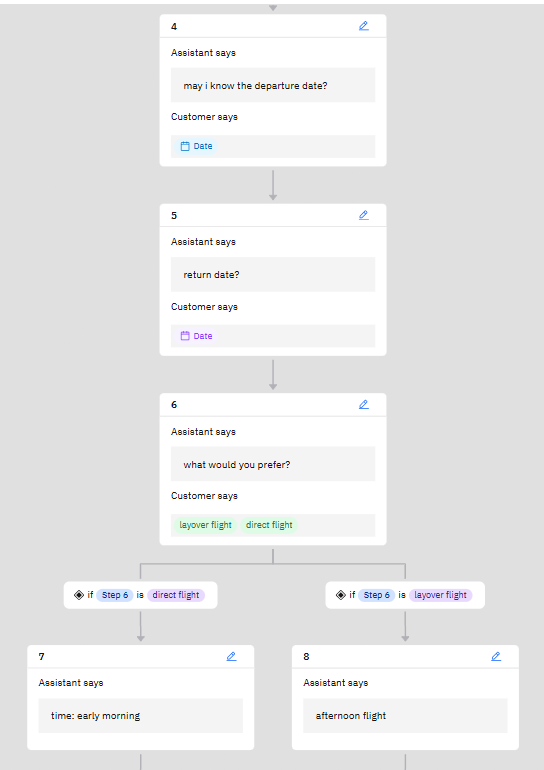 4
Assistant says
may i know the departure date?
Customer says
Date
5
Assistant says
return date?
Customer says
Date
6
Assistant says
what would you prefer?
Customer says
layover flight direct flight
if Step 6 is direct flight
if Step 6 is layover flight
7
Assistant says
time: early morning
8
Assistant says
afternoon flight